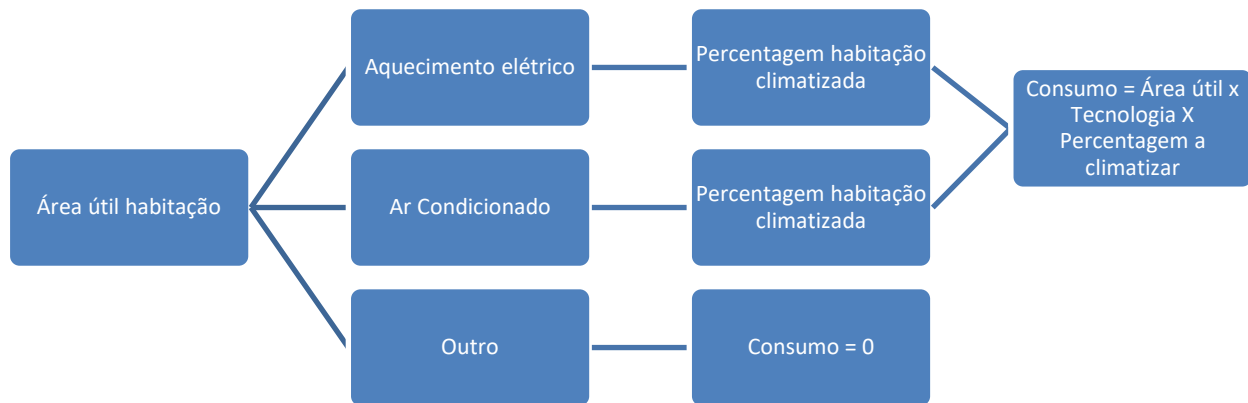 Área útil habitação
Aquecimento elétrico
Percentagem habitação
climatizada
Ar Condicionado
Percentagem habitação
climatizada
Outro
Consumo = 0
Consumo = Área útil x
Tecnologia X
Percentagem a
climatizar